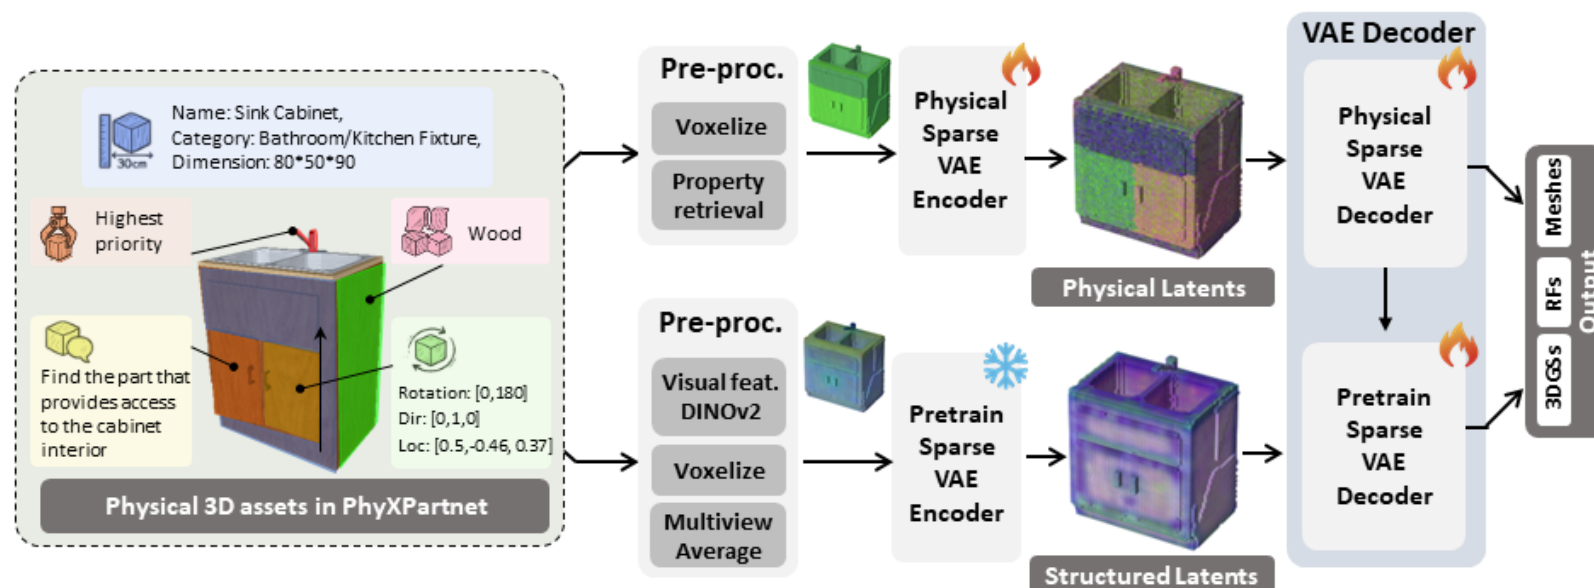 Name: Sink Cabinet,
Category: Bathroom/Kitchen Fixture,
Dimension: 80*50*90
30cm
Highest
priority
Wood
Find the part that
provides access
to the cabinet
interior
Rotation: [0,180]
Dir: [0,1,0]
Loc: [0.5,-0.46, 0.37]
Physical 3D assets in PhyXPartnet
Pre-proc.
Voxelize
Property
retrieval
Physical
Sparse
VAE
Encoder
Physical Latents
Pre-proc.
Visual feat.
DINOv2
Voxelize
Multiview
Average
Pretrain
Sparse
VAE
Encoder
Structured Latents
VAE Decoder
Physical
Sparse
VAE
Decoder
Pretrain
Sparse
VAE
Decoder
Meshes
RFs
3DGSs
Output